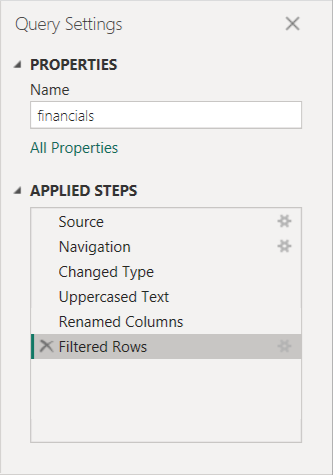 Query Settings
PROPERTIES
Name
financials
All Properties
APPLIED STEPS
Source
Navigation
Changed Type
Uppercased Text
Renamed Columns
Filtered Rows